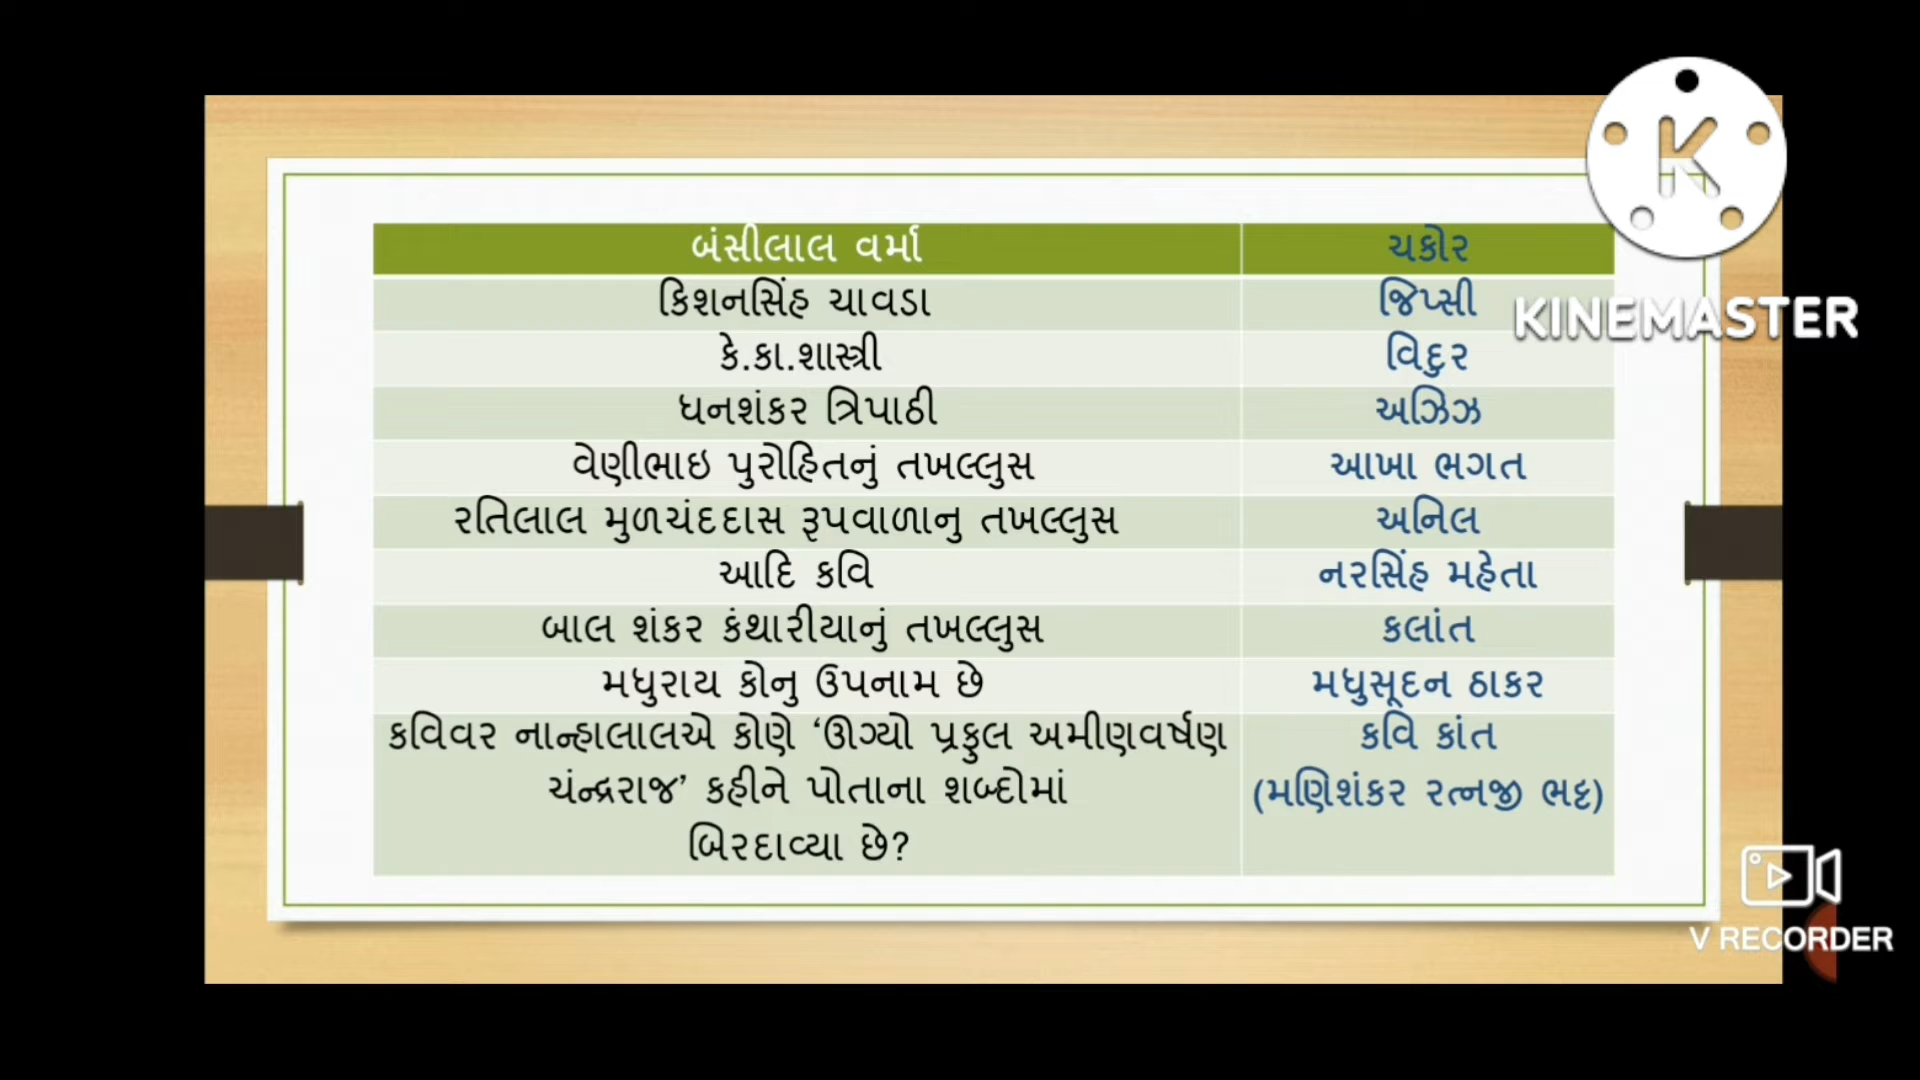 બંસીલાલ વર્મા ચકોર
કિશનસિંહ ચાવડા જિપ્સી
કે.કા.શાસ્ત્રી વિદુર
ધનશંકર ત્રિપાઠી અઝિઝ
વેણીભાઇ પુરોહિતનું તખલ્લુસ આખા ભગત
રતિલાલ મુળચંદદાસ રૂપવાળાનુ તખલ્લુસ અનિલ
આદિ કવિ નરસિંહ મહેતા
બાલ શંકર કંથારીયાનું તખલ્લુસ કલાંત
મધુરાય કોનુ ઉપનામ છે મધુસૂદન ઠાકર
કવિવર નાન્હાલાલએ કોણે ‘ઊગ્યો પ્રફુલ અમીણવર્ષણ કવિ કાંત
ચંન્દ્રરાજ’ કહીને પોતાના શબ્દોમાં (મણિશંકર રત્નજી ભટ્ટ)
બિરદાવ્યા છે?
K
KINEMASTER
V RECORDER